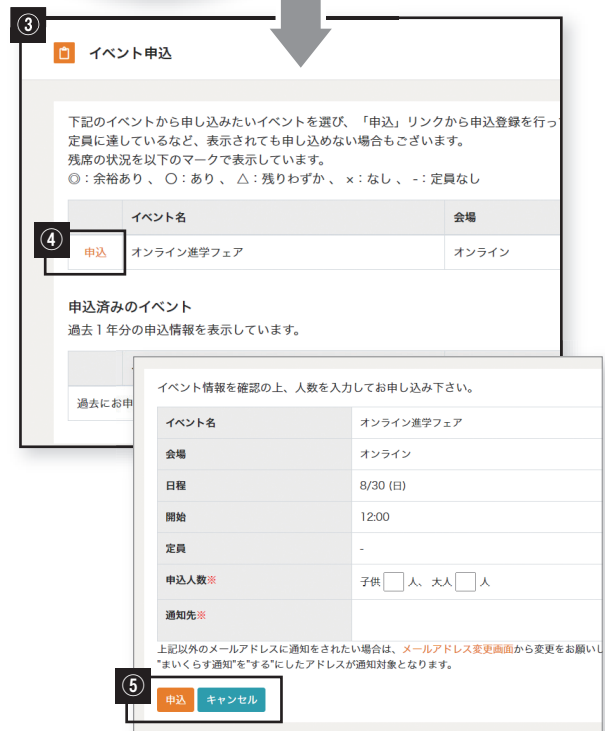 ③
イベント申込
下記のイベントから申し込みたいイベントを選び、「申込」リンクから申込登録を行っ
定員に達しているなど、表示されても申し込めない場合もございます。
残席の状況を以下のマークで表示しています。
◎：余裕あり 、 〇：あり 、 △：残りわずか 、 ×：なし 、 -：定員なし
イベント名 会場
④
申込 オンライン進学フェア オンライン
申込済みのイベント
過去１年分の申込情報を表示しています。
過去にお申
イベント情報を確認の上、人数を入力してお申し込み下さい。
イベント名 オンライン進学フェア
会場 オンライン
日程 8/30 (日)
開始 12:00
定員 -
申込人数※ 子供 人、 大人 人
通知先※
上記以外のメールアドレスに通知をされたい場合は、メールアドレス変更画面から変更をお願いし
"まいくらす通知"を"する"にしたアドレスが通知対象となります。
⑤
申込 キャンセル